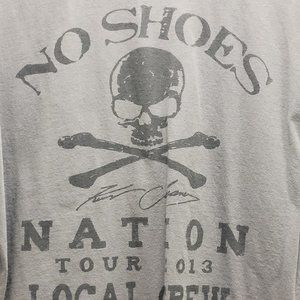 NO SHOES
NATION
TOUR 2013
LOCAL CREW